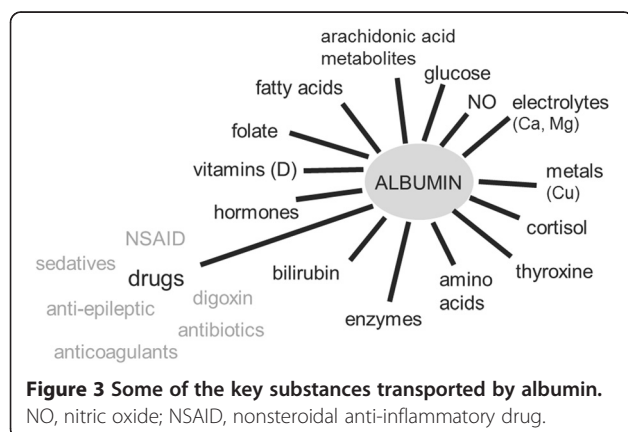 arachidonic acid
metabolites
glucose
fatty acids
NO
electrolytes
(Ca, Mg)
folate
vitamins (D)
ALBUMIN
metals
(Cu)
hormones
cortisol
NSAID
sedatives
drugs
bilirubin
amino
acids
thyroxine
anti-epileptic
digoxin
antibiotics
enzymes
anticoagulants
Figure 3 Some of the key substances transported by albumin.
NO, nitric oxide; NSAID, nonsteroidal anti-inflammatory drug.